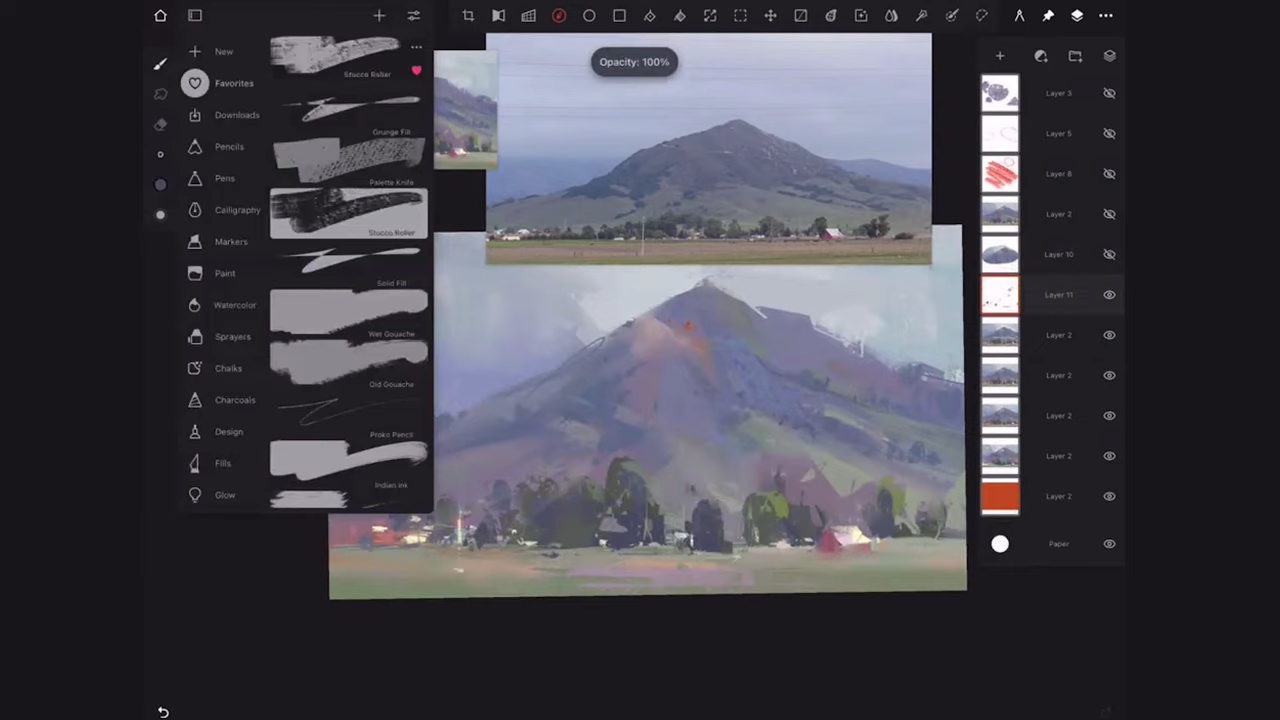 New
Favorites
Downloads
Pencils
Pens
Calligraphy
Markers
Paint
Watercolor
Sprayers
Chalks
Charcoals
Design
Fills
Glow
Stucco Roller
Grunge Fill
Palette Knife
Stucco Roller
Solid Fill
Wet Gouache
Old Gouache
Proko Pencil
Indian ink
Opacity: 100%
Layer 3
Layer 5
Layer 8
Layer 2
Layer 10
Layer 11
Layer 2
Layer 2
Layer 2
Layer 2
Layer 2
Paper